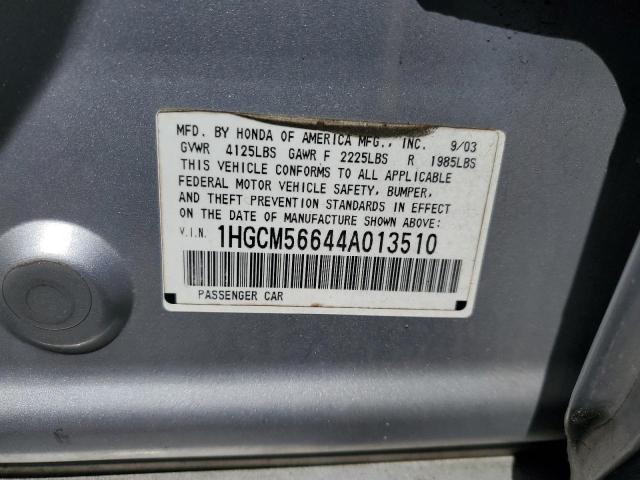 MFD. BY HONDA OF AMERICA MFG., INC. 9/03
GVWR 4125LBS GAWR F 2225LBS R 1985LBS
THIS VEHICLE CONFORMS TO ALL APPLICABLE
FEDERAL MOTOR VEHICLE SAFETY, BUMPER,
AND THEFT PREVENTION STANDARDS IN EFFECT
ON THE DATE OF MANUFACTURE SHOWN ABOVE:
V.I.N. 1HGCM56644A013510
PASSENGER CAR